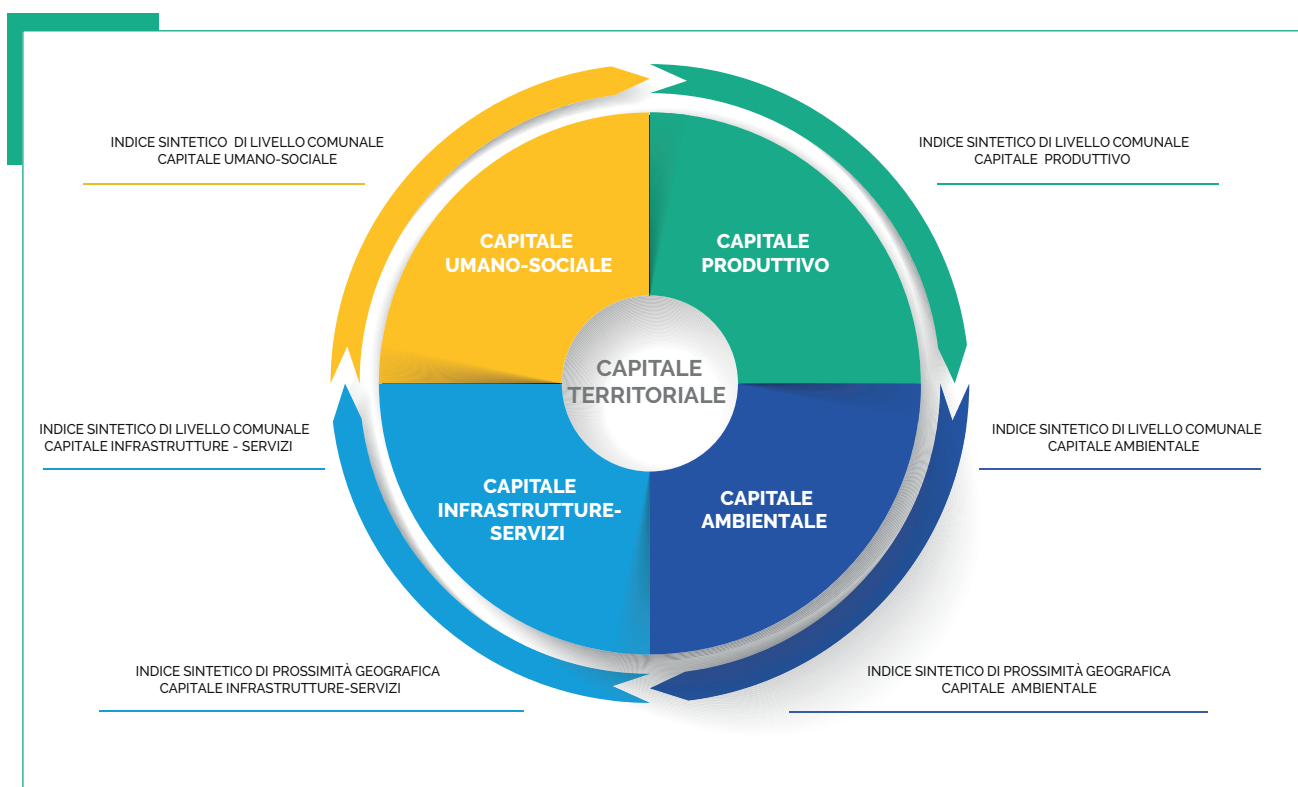 INDICE SINTETICO DI LIVELLO COMUNALE
CAPITALE UMANO-SOCIALE
INDICE SINTETICO DI LIVELLO COMUNALE
CAPITALE PRODUTTIVO
CAPITALE
UMANO-SOCIALE
CAPITALE
PRODUTTIVO
CAPITALE
TERRITORIALE
INDICE SINTETICO DI LIVELLO COMUNALE
CAPITALE INFRASTRUTTURE - SERVIZI
INDICE SINTETICO DI LIVELLO COMUNALE
CAPITALE AMBIENTALE
CAPITALE
INFRASTRUTTURE-
SERVIZI
CAPITALE
AMBIENTALE
INDICE SINTETICO DI PROSSIMITÀ GEOGRAFICA
CAPITALE INFRASTRUTTURE-SERVIZI
INDICE SINTETICO DI PROSSIMITÀ GEOGRAFICA
CAPITALE AMBIENTALE